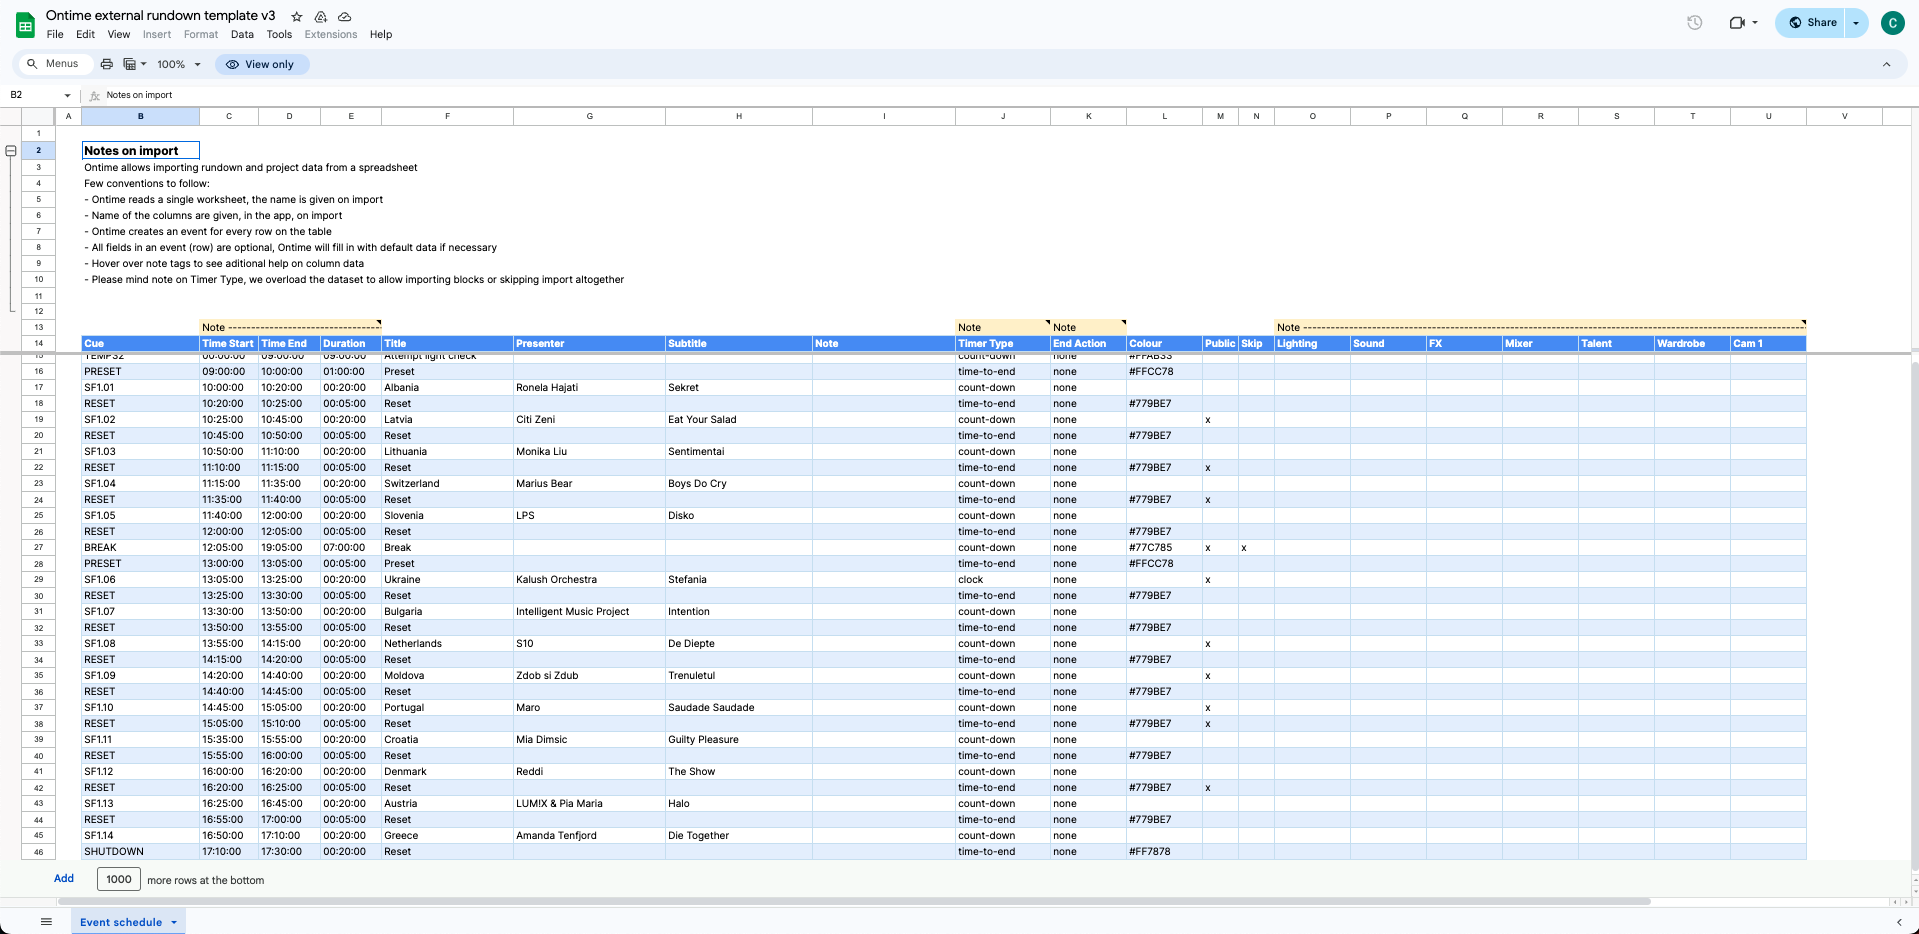 Ontime external rundown template v3
File Edit View Insert Format Data Tools Extensions Help
Share
C
Menus 100% View only
B2 fx Notes on import
A B C D E F G H I J K L M N O P Q R S T U V
1
2 Notes on import
3 Ontime allows importing rundown and project data from a spreadsheet
4 Few conventions to follow:
5 - Ontime reads a single worksheet, the name is given on import
6 - Name of the columns are given, in the app, on import
7 - Ontime creates an event for every row on the table
8 - All fields in an event (row) are optional, Ontime will fill in with default data if necessary
9 - Hover over note tags to see aditional help on column data
10 - Please mind note on Timer Type, we overload the dataset to allow importing blocks or skipping import altogether
11
12
13 Note ---------------------------------- Note Note Note ----------------------------------------------------------------------------------------------------------------
14 Cue Time Start Time End Duration Title Presenter Subtitle Note Timer Type End Action Colour Public Skip Lighting Sound FX Mixer Talent Wardrobe Cam 1
15 TEMP32 00:00:00 09:00:00 09:00:00 Attempt light check count-down none #FFAB33
16 PRESET 09:00:00 10:00:00 01:00:00 Preset time-to-end none #FFCC78
17 SF1.01 10:00:00 10:20:00 00:20:00 Albania Ronela Hajati Sekret count-down none
18 RESET 10:20:00 10:25:00 00:05:00 Reset time-to-end none #779BE7
19 SF1.02 10:25:00 10:45:00 00:20:00 Latvia Citi Zeni Eat Your Salad count-down none x
20 RESET 10:45:00 10:50:00 00:05:00 Reset time-to-end none #779BE7
21 SF1.03 10:50:00 11:10:00 00:20:00 Lithuania Monika Liu Sentimentai count-down none
22 RESET 11:10:00 11:15:00 00:05:00 Reset time-to-end none #779BE7 x
23 SF1.04 11:15:00 11:35:00 00:20:00 Switzerland Marius Bear Boys Do Cry count-down none
24 RESET 11:35:00 11:40:00 00:05:00 Reset time-to-end none #779BE7 x
25 SF1.05 11:40:00 12:00:00 00:20:00 Slovenia LPS Disko count-down none
26 RESET 12:00:00 12:05:00 00:05:00 Reset time-to-end none #779BE7
27 BREAK 12:05:00 19:05:00 07:00:00 Break count-down none #77C785 x x
28 PRESET 13:00:00 13:05:00 00:05:00 Preset time-to-end none #FFCC78
29 SF1.06 13:05:00 13:25:00 00:20:00 Ukraine Kalush Orchestra Stefania clock none x
30 RESET 13:25:00 13:30:00 00:05:00 Reset time-to-end none #779BE7
31 SF1.07 13:30:00 13:50:00 00:20:00 Bulgaria Intelligent Music Project Intention count-down none
32 RESET 13:50:00 13:55:00 00:05:00 Reset time-to-end none #779BE7
33 SF1.08 13:55:00 14:15:00 00:20:00 Netherlands S10 De Diepte count-down none x
34 RESET 14:15:00 14:20:00 00:05:00 Reset time-to-end none #779BE7
35 SF1.09 14:20:00 14:40:00 00:20:00 Moldova Zdob si Zdub Trenuletul count-down none x
36 RESET 14:40:00 14:45:00 00:05:00 Reset time-to-end none #779BE7
37 SF1.10 14:45:00 15:05:00 00:20:00 Portugal Maro Saudade Saudade count-down none x
38 RESET 15:05:00 15:10:00 00:05:00 Reset time-to-end none #779BE7 x
39 SF1.11 15:35:00 15:55:00 00:20:00 Croatia Mia Dimsic Guilty Pleasure count-down none
40 RESET 15:55:00 16:00:00 00:05:00 Reset time-to-end none #779BE7
41 SF1.12 16:00:00 16:20:00 00:20:00 Denmark Reddi The Show count-down none
42 RESET 16:20:00 16:25:00 00:05:00 Reset time-to-end none #779BE7 x
43 SF1.13 16:25:00 16:45:00 00:20:00 Austria LUM!X & Pia Maria Halo count-down none
44 RESET 16:55:00 17:00:00 00:05:00 Reset time-to-end none #779BE7
45 SF1.14 16:50:00 17:10:00 00:20:00 Greece Amanda Tenfjord Die Together count-down none
46 SHUTDOWN 17:10:00 17:30:00 00:20:00 Reset time-to-end none #FF7878
Add 1000 more rows at the bottom
Event schedule